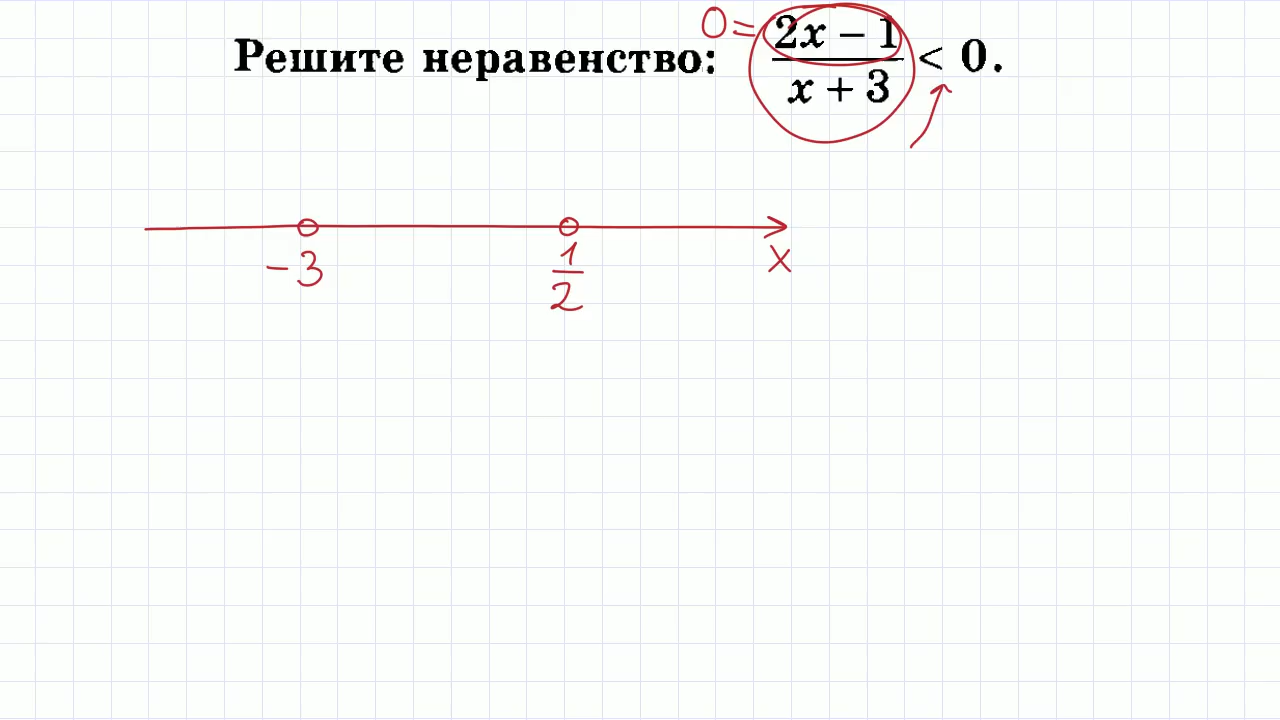 0 =
Решите неравенство: 2x − 1 / x + 3 < 0.
−3 1/2 x